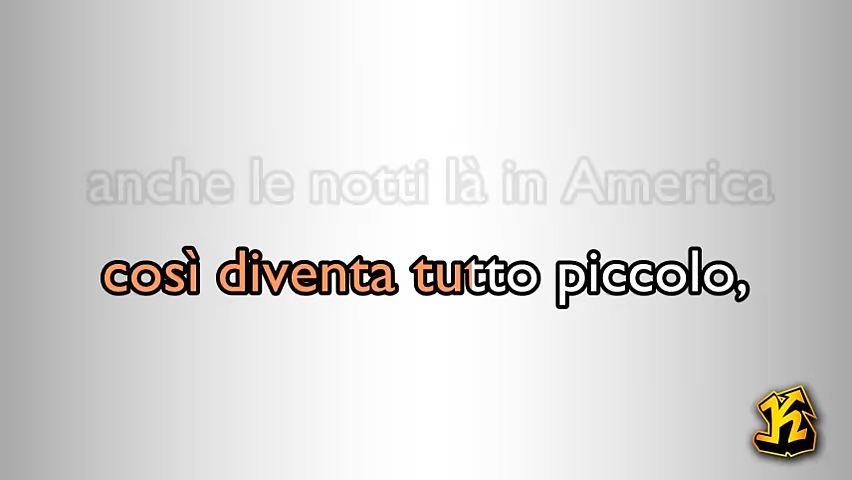 anche le notti là in America
così diventa tutto piccolo,
K